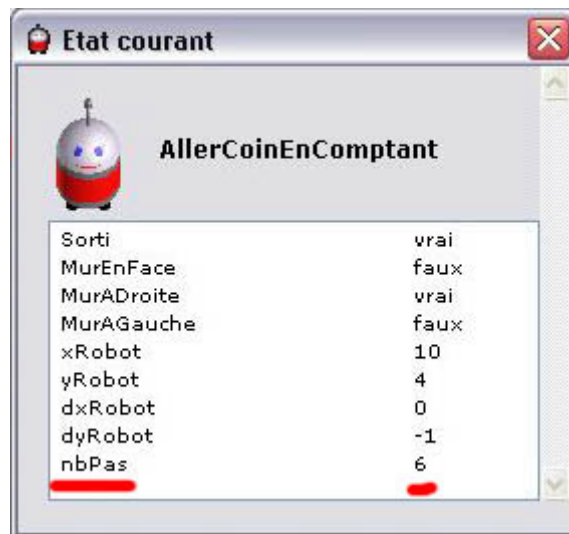 Etat courant
AllerCoinEnComptant
Sorti vrai
MurEnFace faux
MurADroite vrai
MurAGauche faux
xRobot 10
yRobot 4
dxRobot 0
dyRobot -1
nbPas 6